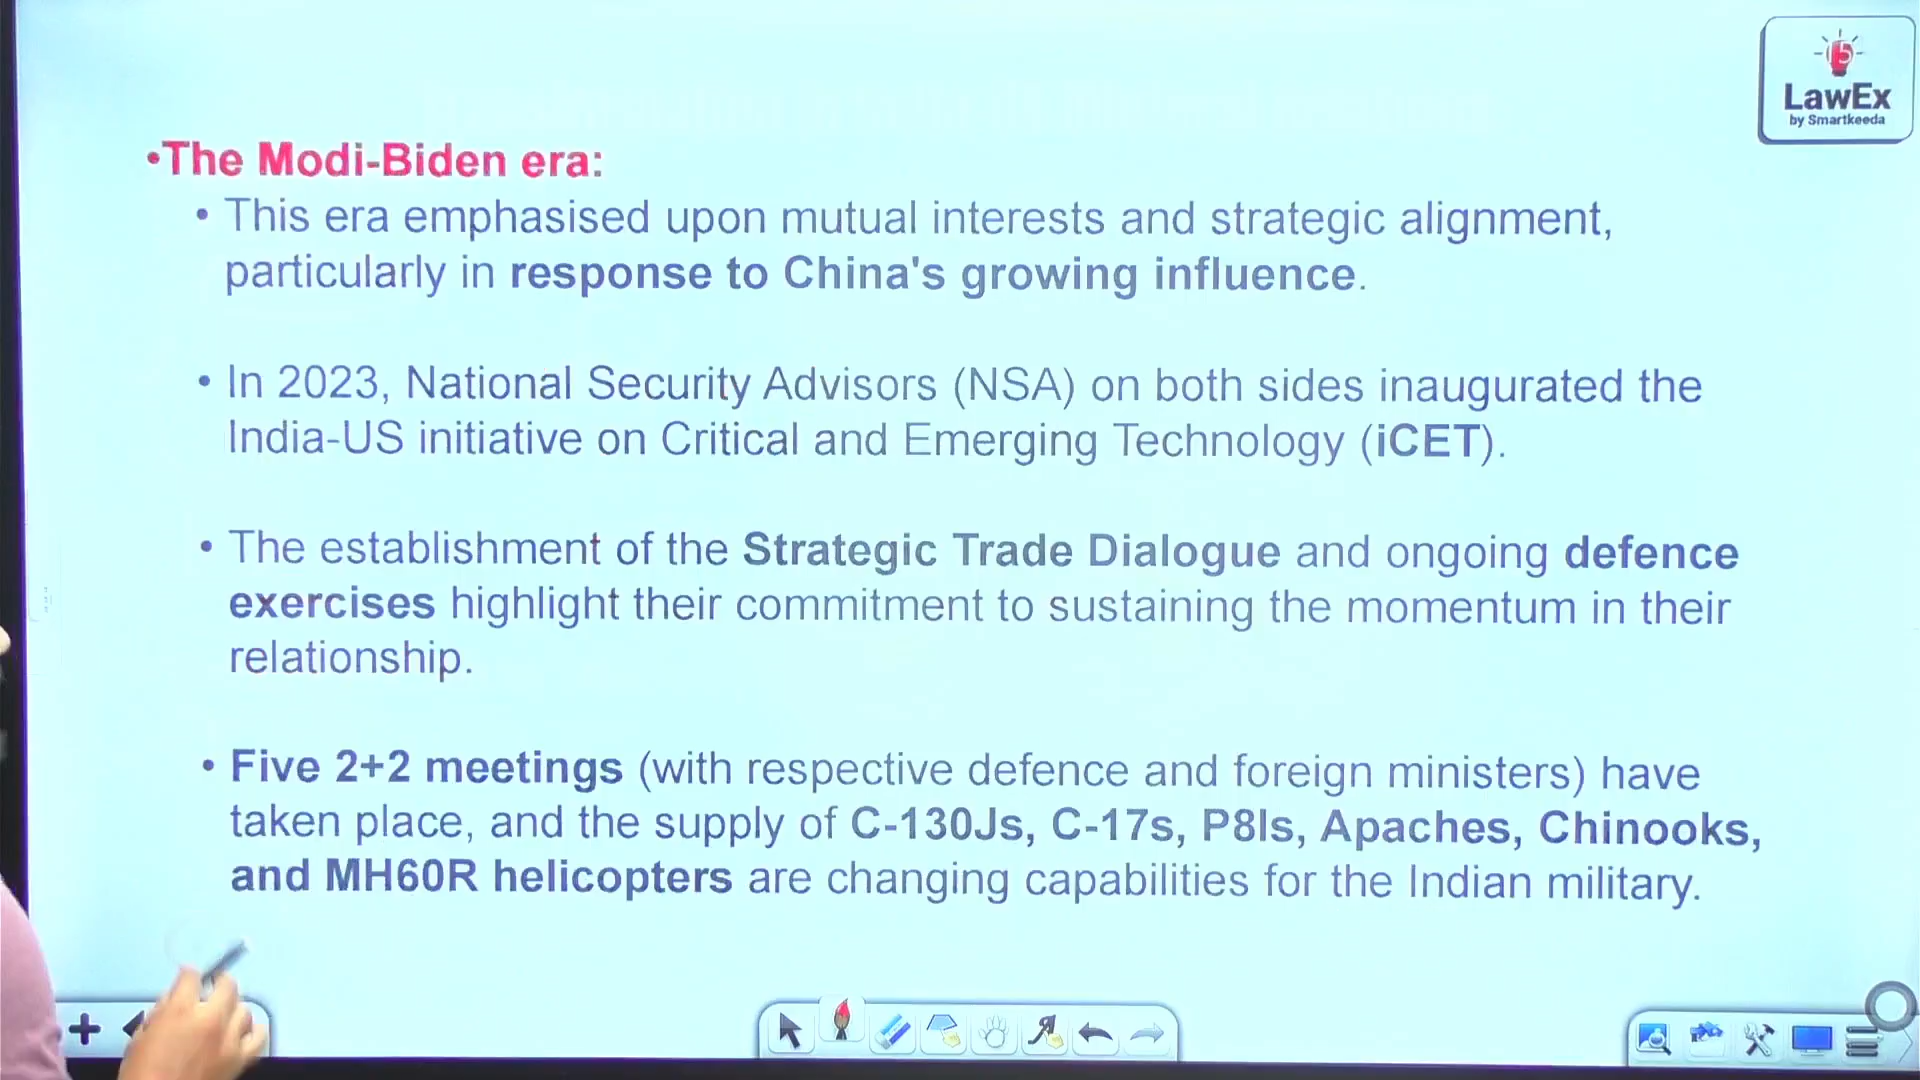 LawEx
by Smartkeeda
•The Modi-Biden era:
• This era emphasised upon mutual interests and strategic alignment,
particularly in response to China's growing influence.
• In 2023, National Security Advisors (NSA) on both sides inaugurated the
India-US initiative on Critical and Emerging Technology (iCET).
• The establishment of the Strategic Trade Dialogue and ongoing defence
exercises highlight their commitment to sustaining the momentum in their
relationship.
• Five 2+2 meetings (with respective defence and foreign ministers) have
taken place, and the supply of C-130Js, C-17s, P8Is, Apaches, Chinooks,
and MH60R helicopters are changing capabilities for the Indian military.